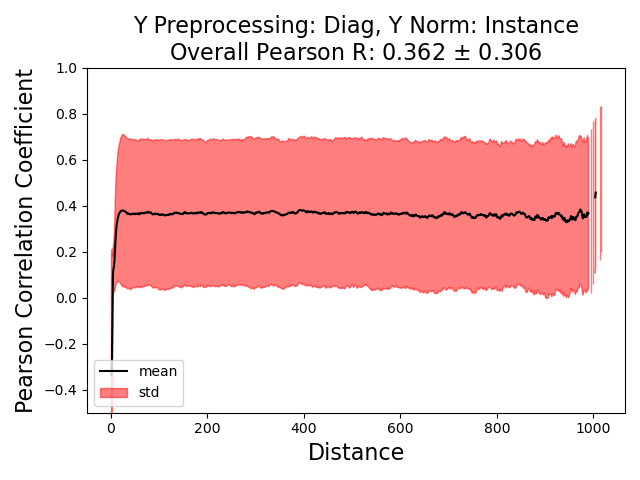 Y Preprocessing: Diag, Y Norm: Instance
Overall Pearson R: 0.362 ± 0.306
Pearson Correlation Coefficient
1.0
0.8
0.6
0.4
0.2
0.0
−0.2
−0.4
mean
std
0
200
400
600
800
1000
Distance